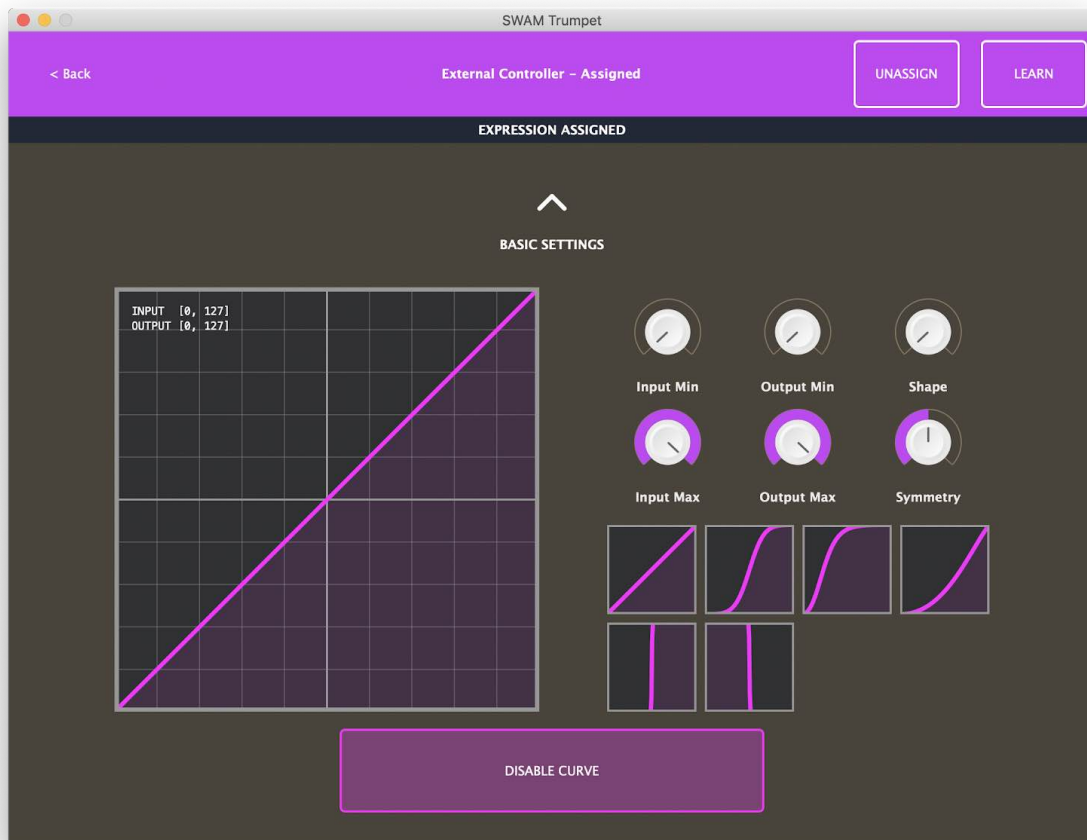 SWAM Trumpet
< Back
External Controller – Assigned
UNASSIGN
LEARN
EXPRESSION ASSIGNED
BASIC SETTINGS
INPUT [0, 127]
OUTPUT [0, 127]
Input Min
Output Min
Shape
Input Max
Output Max
Symmetry
DISABLE CURVE